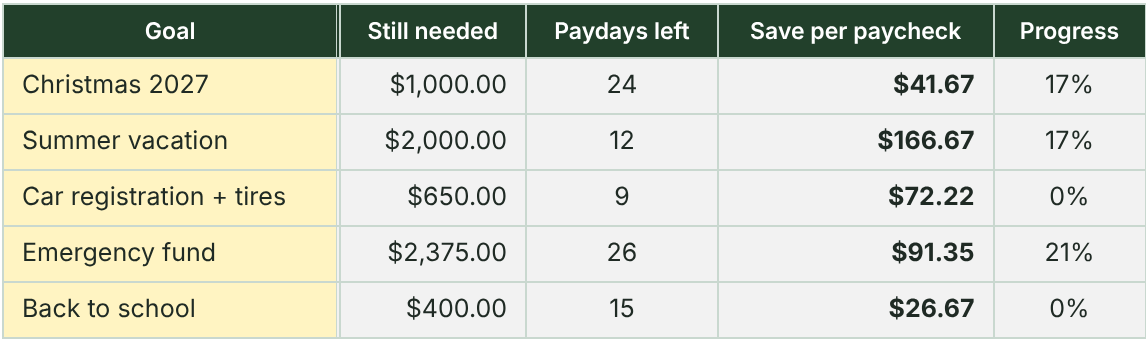 Goal Still needed Paydays left Save per paycheck Progress
Christmas 2027 $1,000.00 24 $41.67 17%
Summer vacation $2,000.00 12 $166.67 17%
Car registration + tires $650.00 9 $72.22 0%
Emergency fund $2,375.00 26 $91.35 21%
Back to school $400.00 15 $26.67 0%